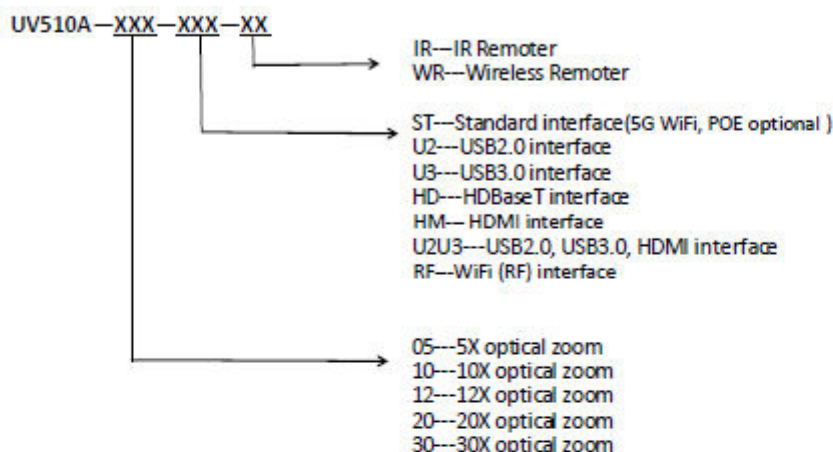 UV510A—XXX—XXX—XX
IR---IR Remoter
WR---Wireless Remoter
ST---Standard interface(5G WiFi, POE optional )
U2---USB2.0 interface
U3---USB3.0 interface
HD---HDBaseT interface
HM--- HDMI interface
U2U3---USB2.0, USB3.0, HDMI interface
RF---WiFi (RF) interface
05---5X optical zoom
10---10X optical zoom
12---12X optical zoom
20---20X optical zoom
30---30X optical zoom